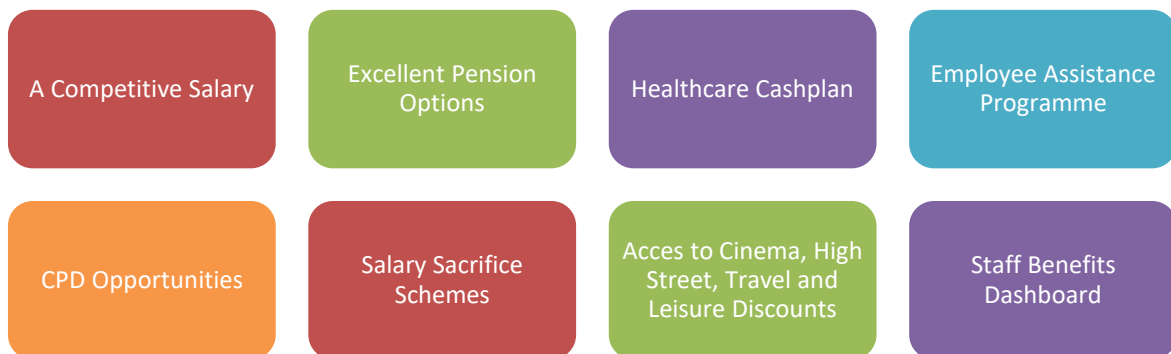 A Competitive Salary
Excellent Pension
Options
Healthcare Cashplan
Employee Assistance
Programme
CPD Opportunities
Salary Sacrifice
Schemes
Acces to Cinema, High
Street, Travel and
Leisure Discounts
Staff Benefits
Dashboard